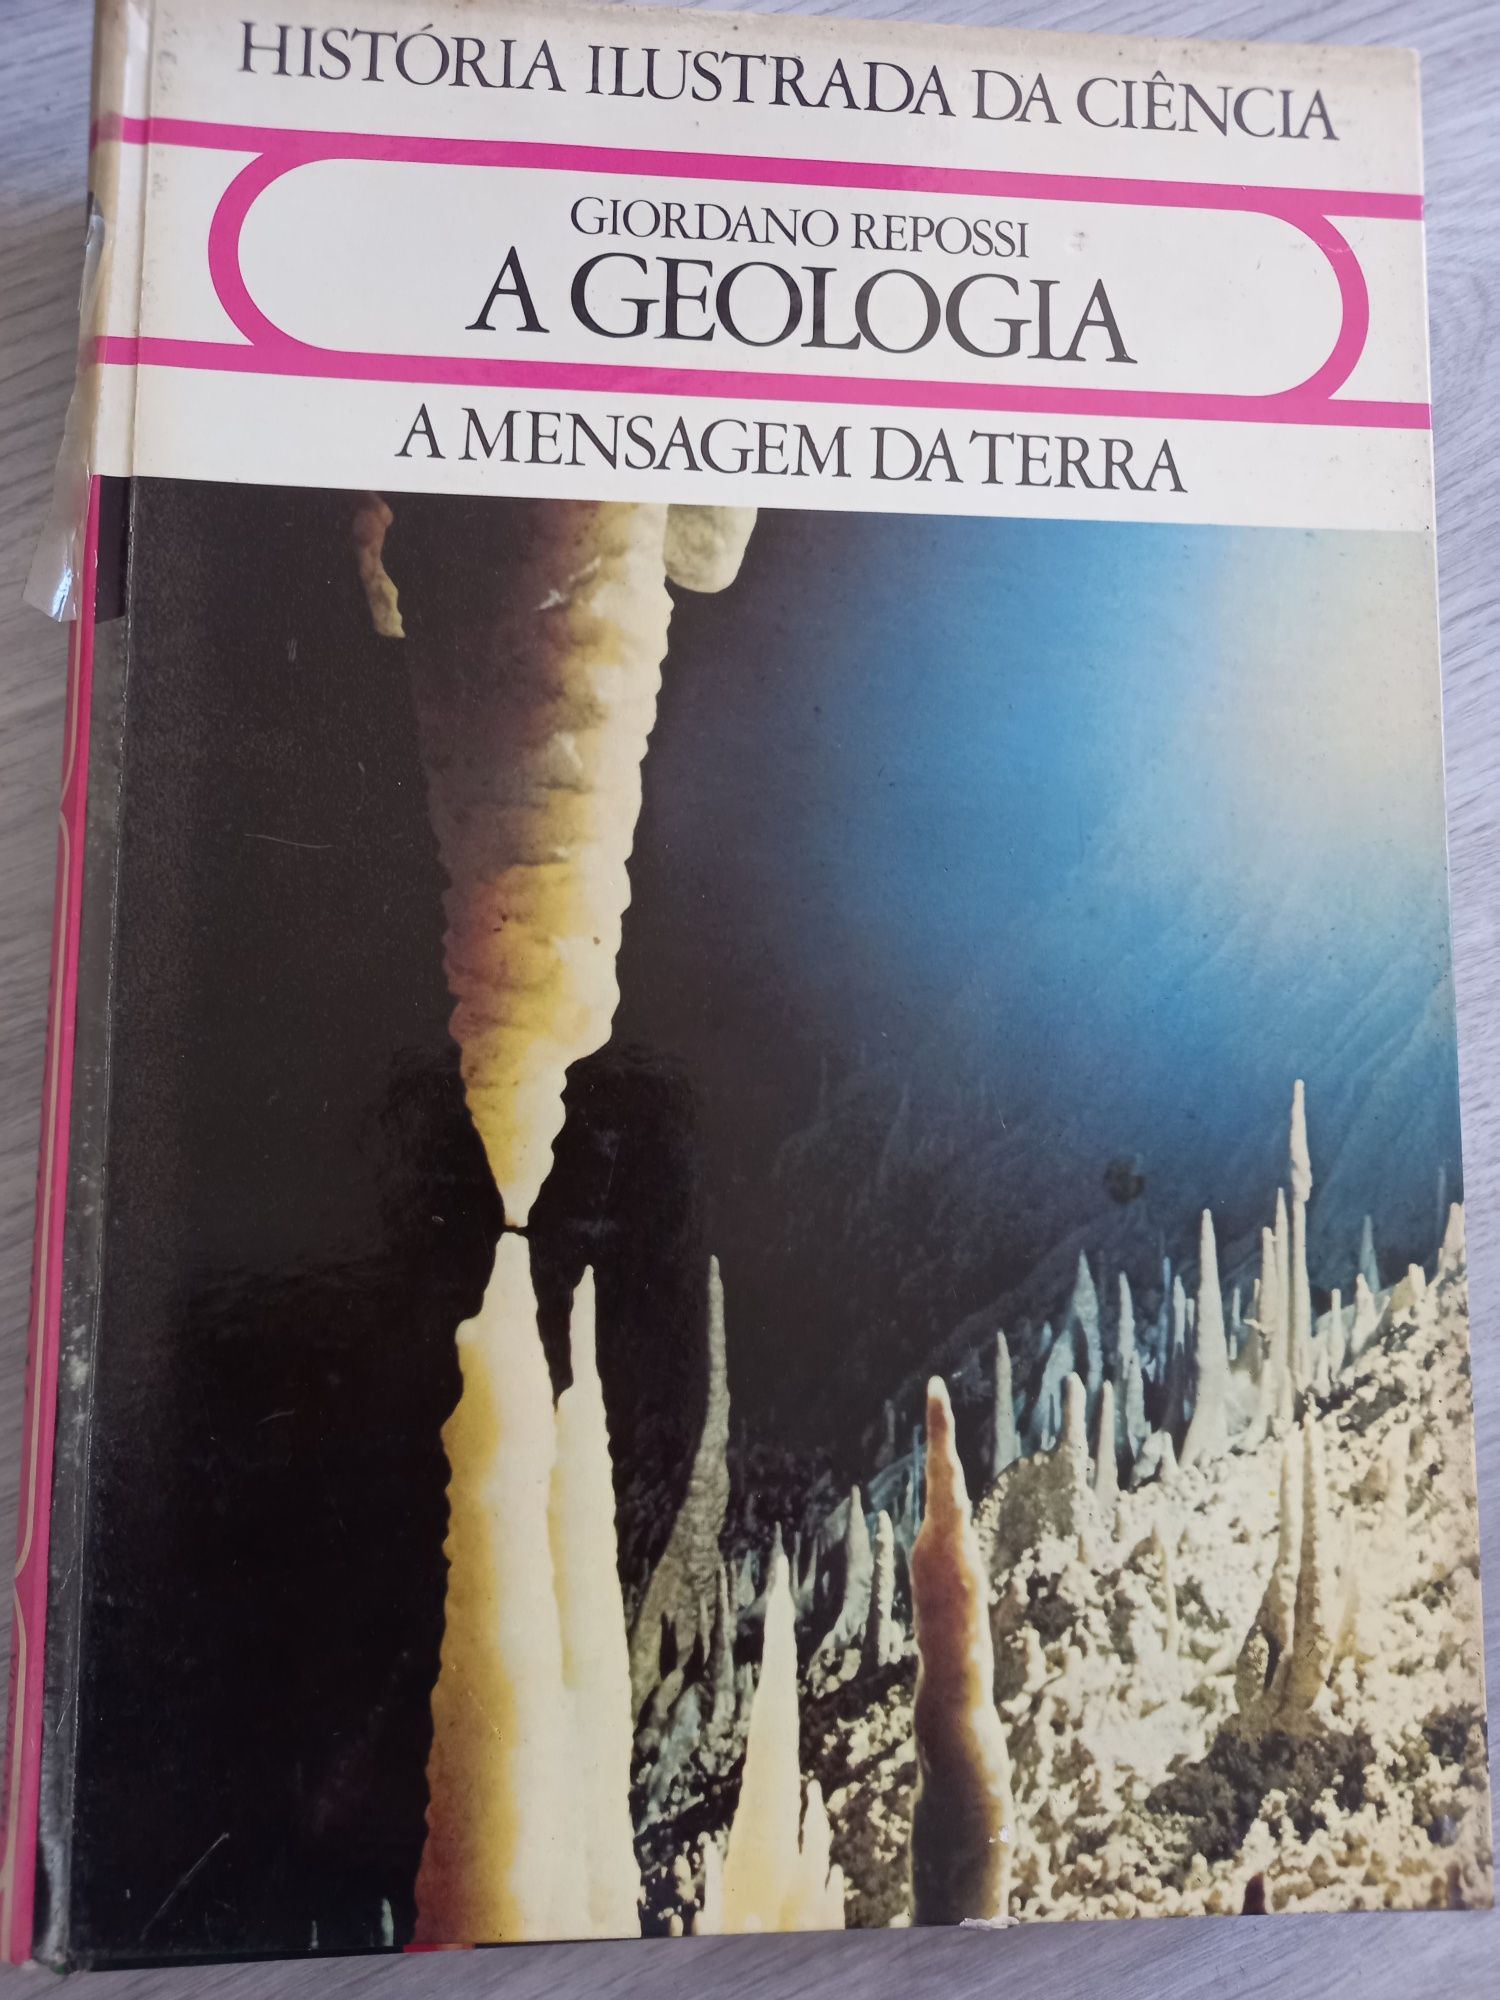 HISTÓRIA ILUSTRADA DA CIÊNCIA
GIORDANO REPOSSI
A GEOLOGIA
A MENSAGEM DA TERRA